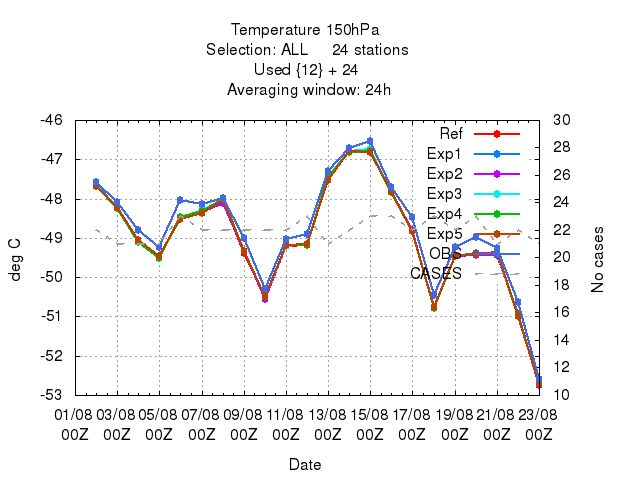 Temperature 150hPa
Selection: ALL 24 stations
Used {12} + 24
Averaging window: 24h
-46
-47
-48
-49
-50
-51
-52
-53
deg C
30
28
26
24
22
20
18
16
14
12
10
No cases
Ref
Exp1
Exp2
Exp3
Exp4
Exp5
OBS
CASES
01/08 03/08 05/08 07/08 09/08 11/08 13/08 15/08 17/08 19/08 21/08 23/08
00Z 00Z 00Z 00Z 00Z 00Z 00Z 00Z 00Z 00Z 00Z 00Z
Date